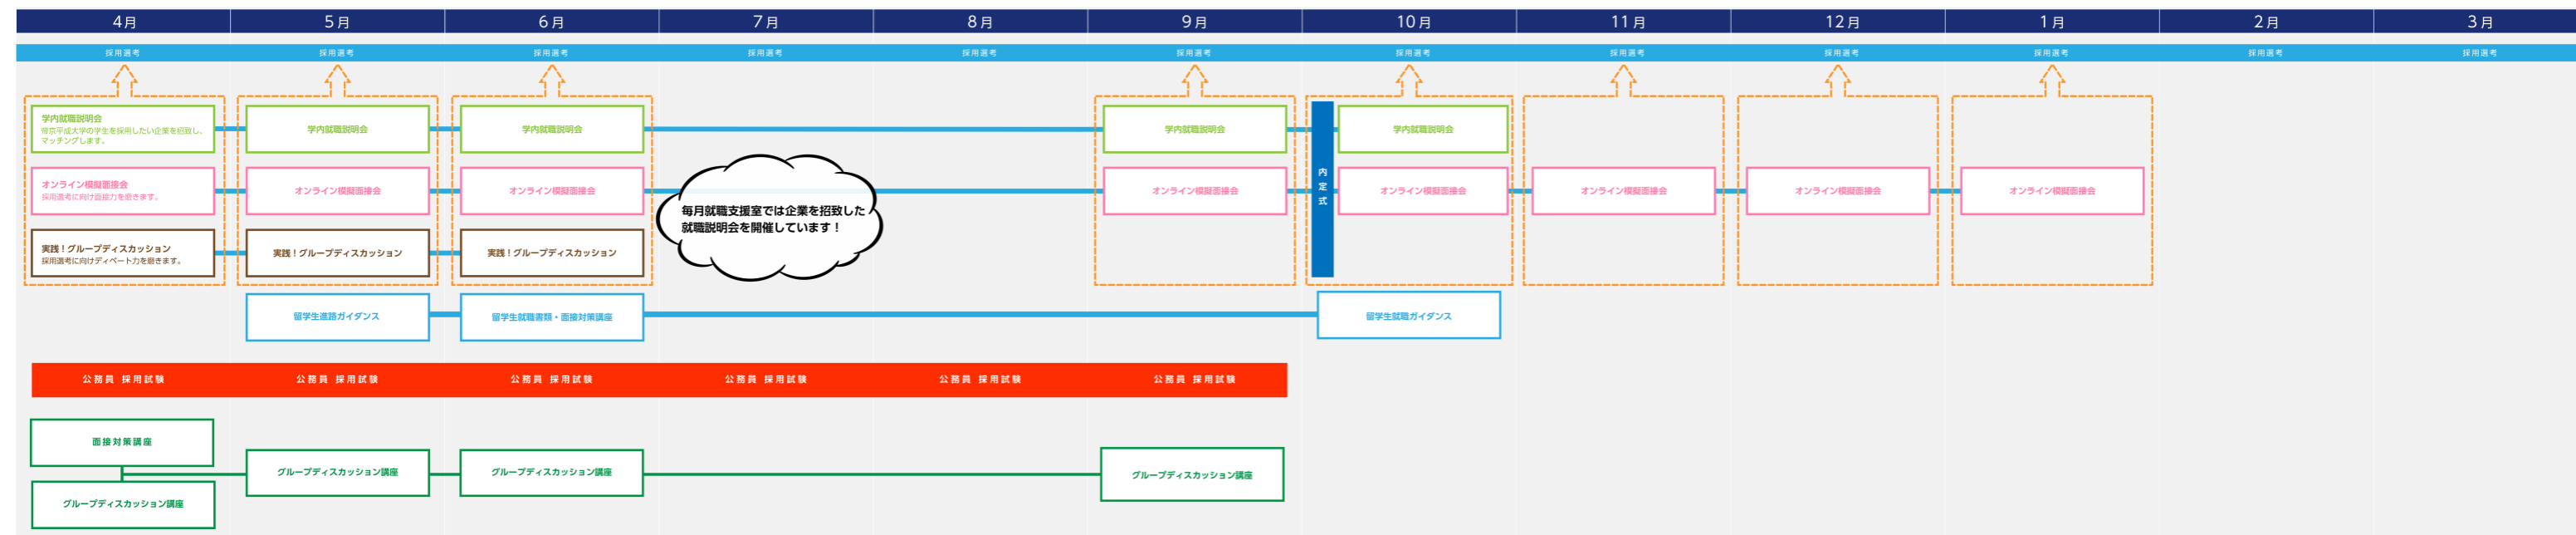 4月 5月 6月 7月 8月 9月 10月 11月 12月 1月 2月 3月
採用選考 採用選考 採用選考 採用選考 採用選考 採用選考 採用選考 採用選考 採用選考 採用選考 採用選考 採用選考
学内就職説明会
帝京平成大学の学生を採用したい企業を招致し、
マッチングします。
学内就職説明会
学内就職説明会
学内就職説明会
学内就職説明会
オンライン模擬面接会
採用選考に向け面接力を磨きます。
オンライン模擬面接会
オンライン模擬面接会
毎月就職支援室では企業を招致した
就職説明会を開催しています！
オンライン模擬面接会
内定式
オンライン模擬面接会
オンライン模擬面接会
オンライン模擬面接会
オンライン模擬面接会
実践！グループディスカッション
採用選考に向けディベート力を磨きます。
実践！グループディスカッション
実践！グループディスカッション
留学生進路ガイダンス
留学生就職書類・面接対策講座
留学生就職ガイダンス
公務員 採用試験 公務員 採用試験 公務員 採用試験 公務員 採用試験 公務員 採用試験 公務員 採用試験
面接対策講座
グループディスカッション講座
グループディスカッション講座
グループディスカッション講座
グループディスカッション講座